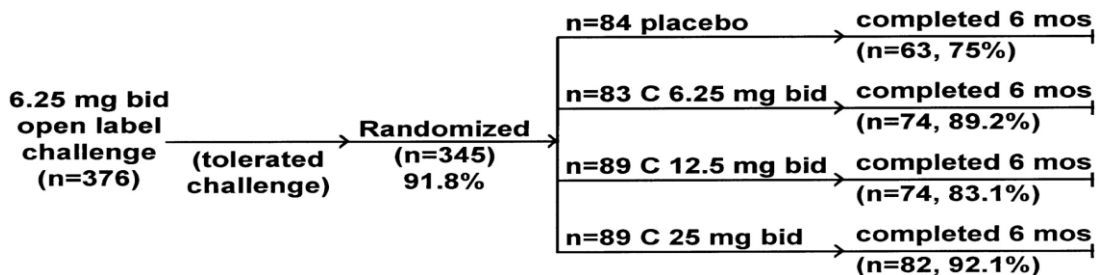 6.25 mg bid
open label
challenge
(n=376)
(tolerated
challenge)
Randomized
(n=345)
91.8%
n=84 placebo
completed 6 mos
(n=63, 75%)
n=83 C 6.25 mg bid
completed 6 mos
(n=74, 89.2%)
n=89 C 12.5 mg bid
completed 6 mos
(n=74, 83.1%)
n=89 C 25 mg bid
completed 6 mos
(n=82, 92.1%)